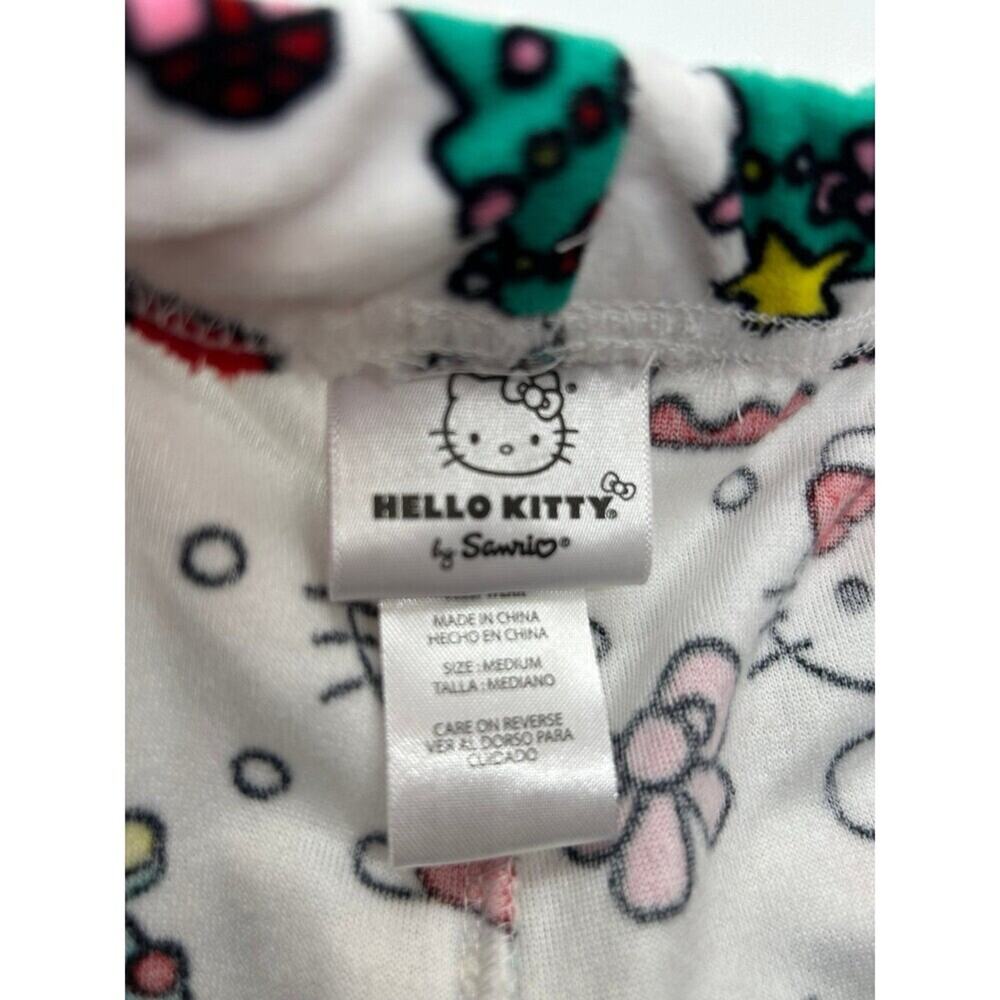 HELLO KITTY®
by Sanrio®
MADE IN CHINA
HECHO EN CHINA
SIZE : MEDIUM
TALLA : MEDIANO
CARE ON REVERSE
VER AL DORSO PARA
CUICADO